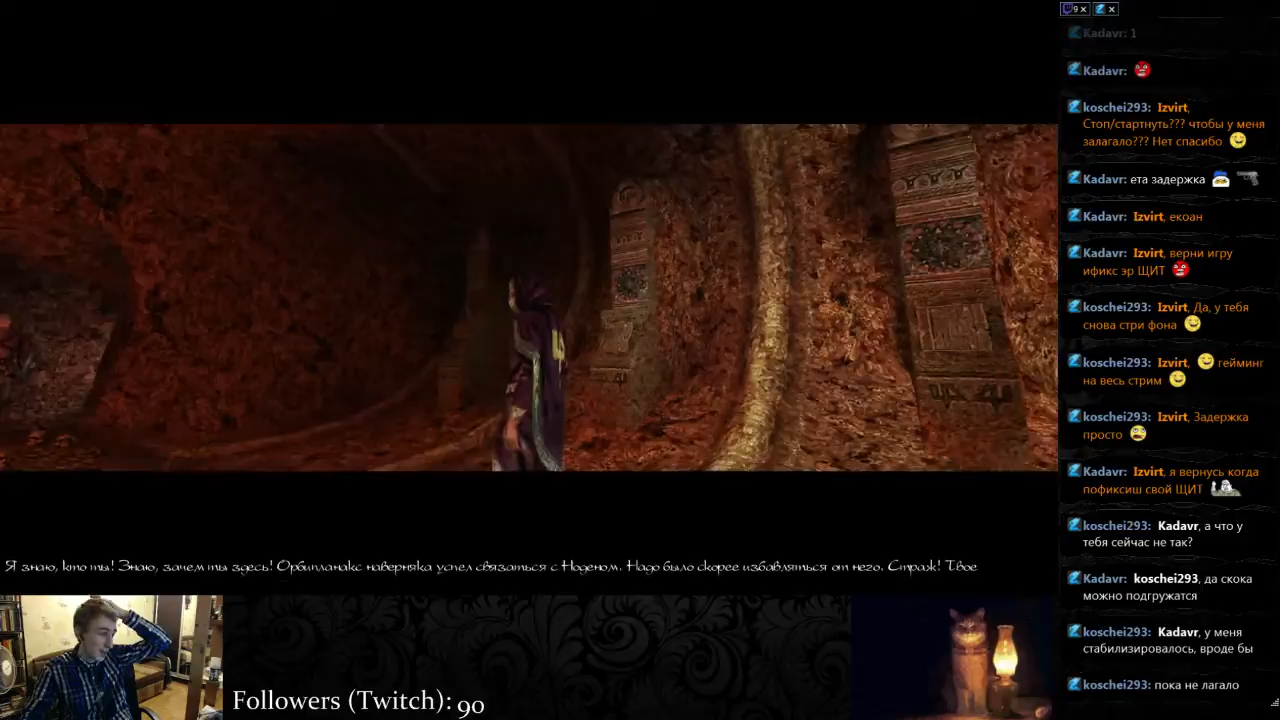 9
Kadavr: 1
Kadavr:
koschei293: Izvirt,
Стоп/стартнуть??? чтобы у меня
залагало??? Нет спасибо
Kadavr: ета задержка
Kadavr: Izvirt, екоан
Kadavr: Izvirt, верни игру
ификс эр ЩИТ
koschei293: Izvirt, Да, у тебя
снова стри фона
koschei293: Izvirt, гейминг
на весь стрим
koschei293: Izvirt, Задержка
просто
Kadavr: Izvirt, я вернусь когда
пофиксиш свой ЩИТ
koschei293: Kadavr, а что у
тебя сейчас не так?
Kadavr: koschei293, да скока
можно подгружатся
koschei293: Kadavr, у меня
стабилизировалось, вроде бы
koschei293: пока не лагало
Я знаю, кто ты! Знаю, зачем ты здесь! Орбипланакс наверняка успел связаться с Ноденом. Надо было скорее избавляться от него. Страж! Твое
Followers (Twitch): 90